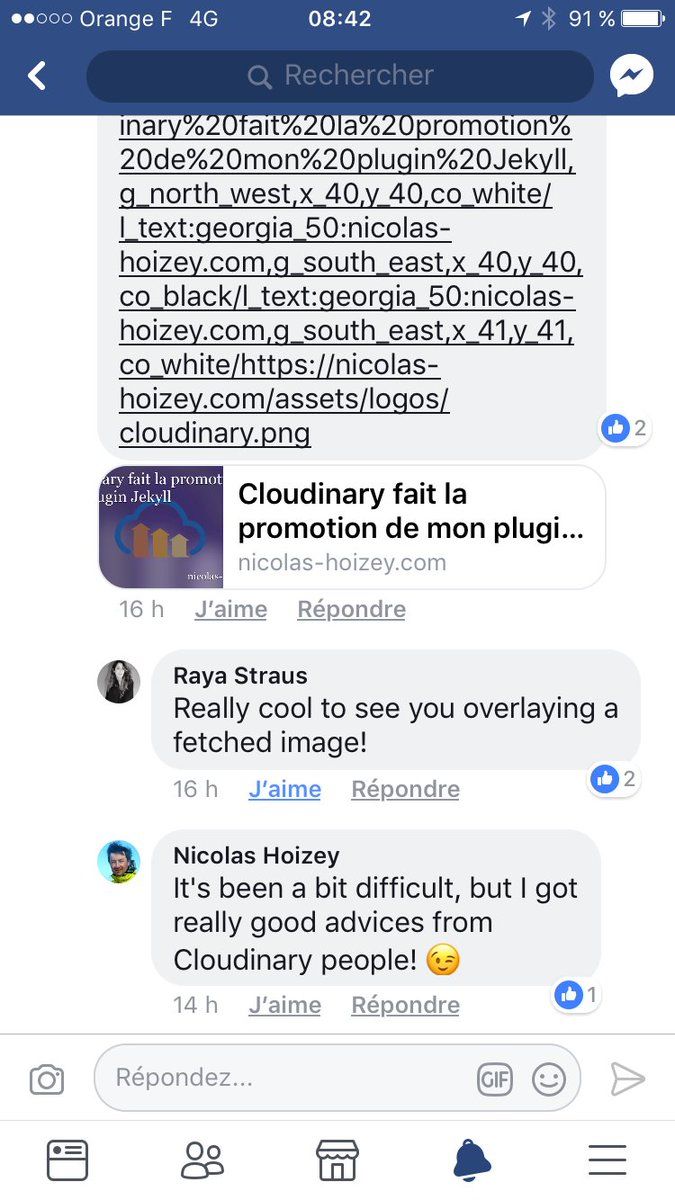 Orange F 4G 08:42 91 %
Rechercher
inary%20fait%20la%20promotion%
20de%20mon%20plugin%20Jekyll,
g_north_west,x_40,y_40,co_white/
l_text:georgia_50:nicolas-
hoizey.com,g_south_east,x_40,y_40,
co_black/l_text:georgia_50:nicolas-
hoizey.com,g_south_east,x_41,y_41,
co_white/https://nicolas-
hoizey.com/assets/logos/
cloudinary.png
2
ary fait la promot
ugin Jekyll
nicolas-
Cloudinary fait la
promotion de mon plugi...
nicolas-hoizey.com
16 h J'aime Répondre
Raya Straus
Really cool to see you overlaying a
fetched image!
2
16 h J'aime Répondre
Nicolas Hoizey
It's been a bit difficult, but I got
really good advices from
Cloudinary people! 😉
1
14 h J'aime Répondre
Répondez...
GIF